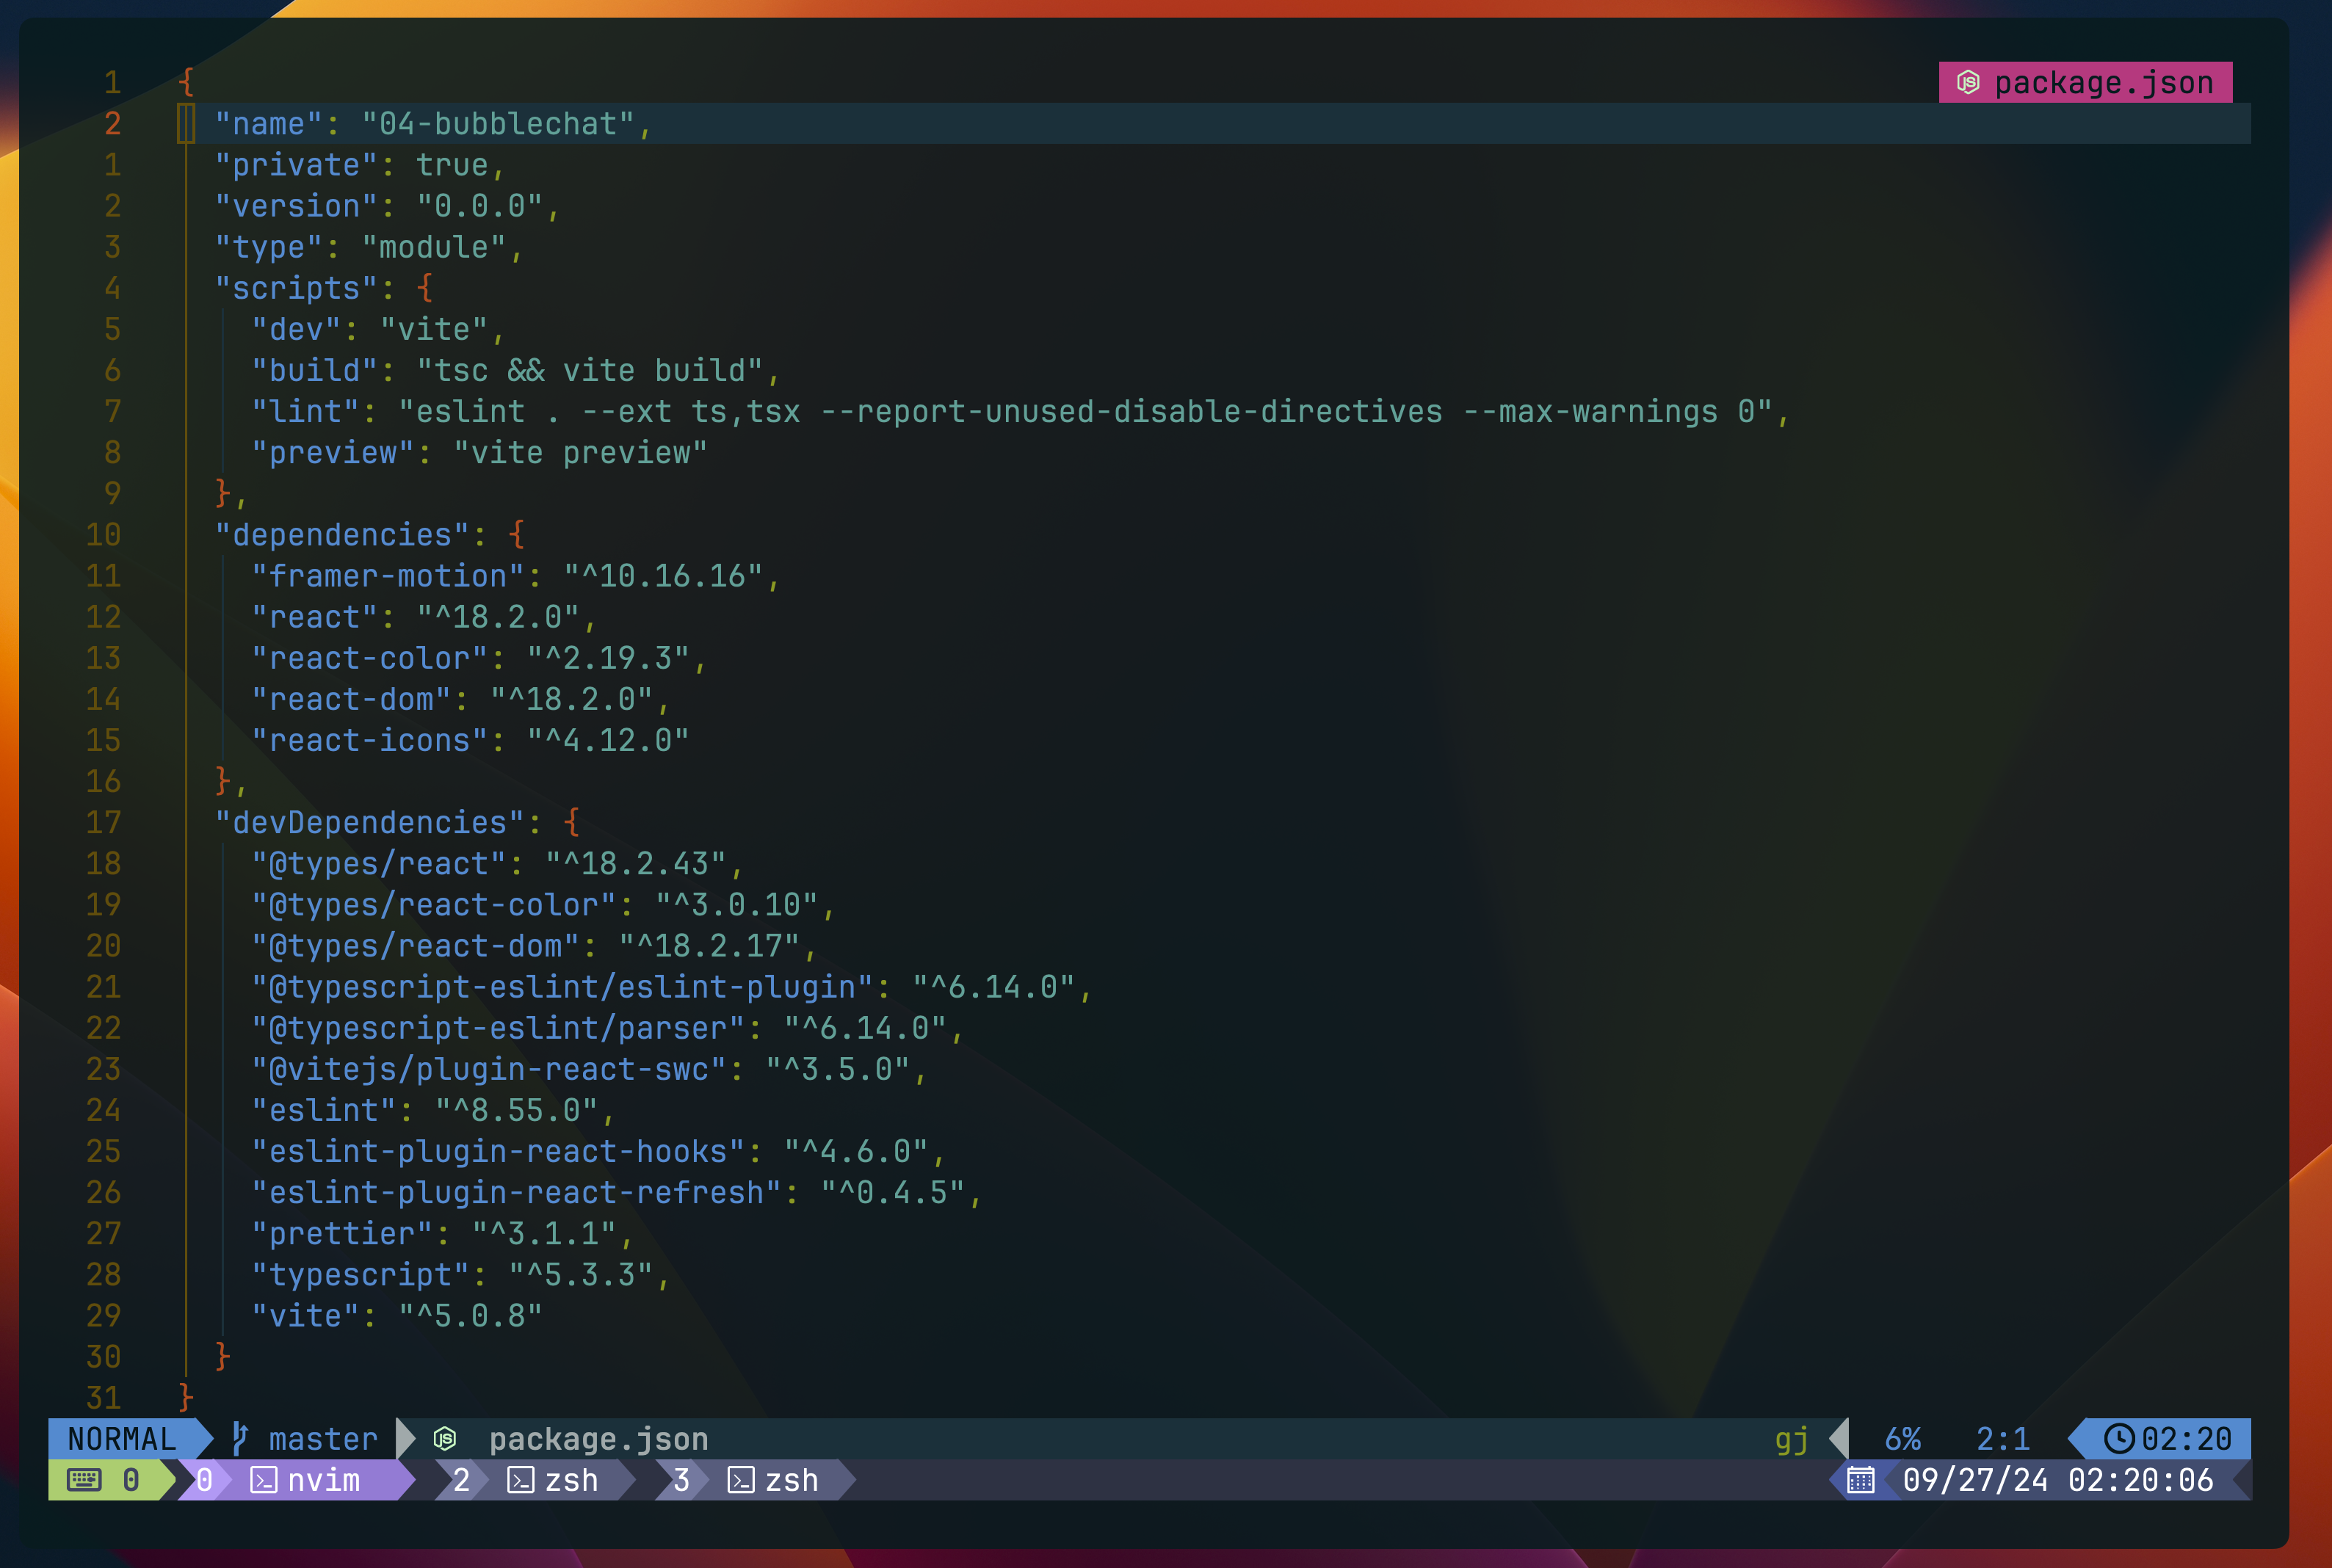 1 { package.json
2 "name": "04-bubblechat",
1 "private": true,
2 "version": "0.0.0",
3 "type": "module",
4 "scripts": {
5 "dev": "vite",
6 "build": "tsc && vite build",
7 "lint": "eslint . --ext ts,tsx --report-unused-disable-directives --max-warnings 0",
8 "preview": "vite preview"
9 },
10 "dependencies": {
11 "framer-motion": "^10.16.16",
12 "react": "^18.2.0",
13 "react-color": "^2.19.3",
14 "react-dom": "^18.2.0",
15 "react-icons": "^4.12.0"
16 },
17 "devDependencies": {
18 "@types/react": "^18.2.43",
19 "@types/react-color": "^3.0.10",
20 "@types/react-dom": "^18.2.17",
21 "@typescript-eslint/eslint-plugin": "^6.14.0",
22 "@typescript-eslint/parser": "^6.14.0",
23 "@vitejs/plugin-react-swc": "^3.5.0",
24 "eslint": "^8.55.0",
25 "eslint-plugin-react-hooks": "^4.6.0",
26 "eslint-plugin-react-refresh": "^0.4.5",
27 "prettier": "^3.1.1",
28 "typescript": "^5.3.3",
29 "vite": "^5.0.8"
30 }
31 }
NORMAL master package.json gj 6% 2:1 02:20
0 0 nvim 2 zsh 3 zsh 09/27/24 02:20:06